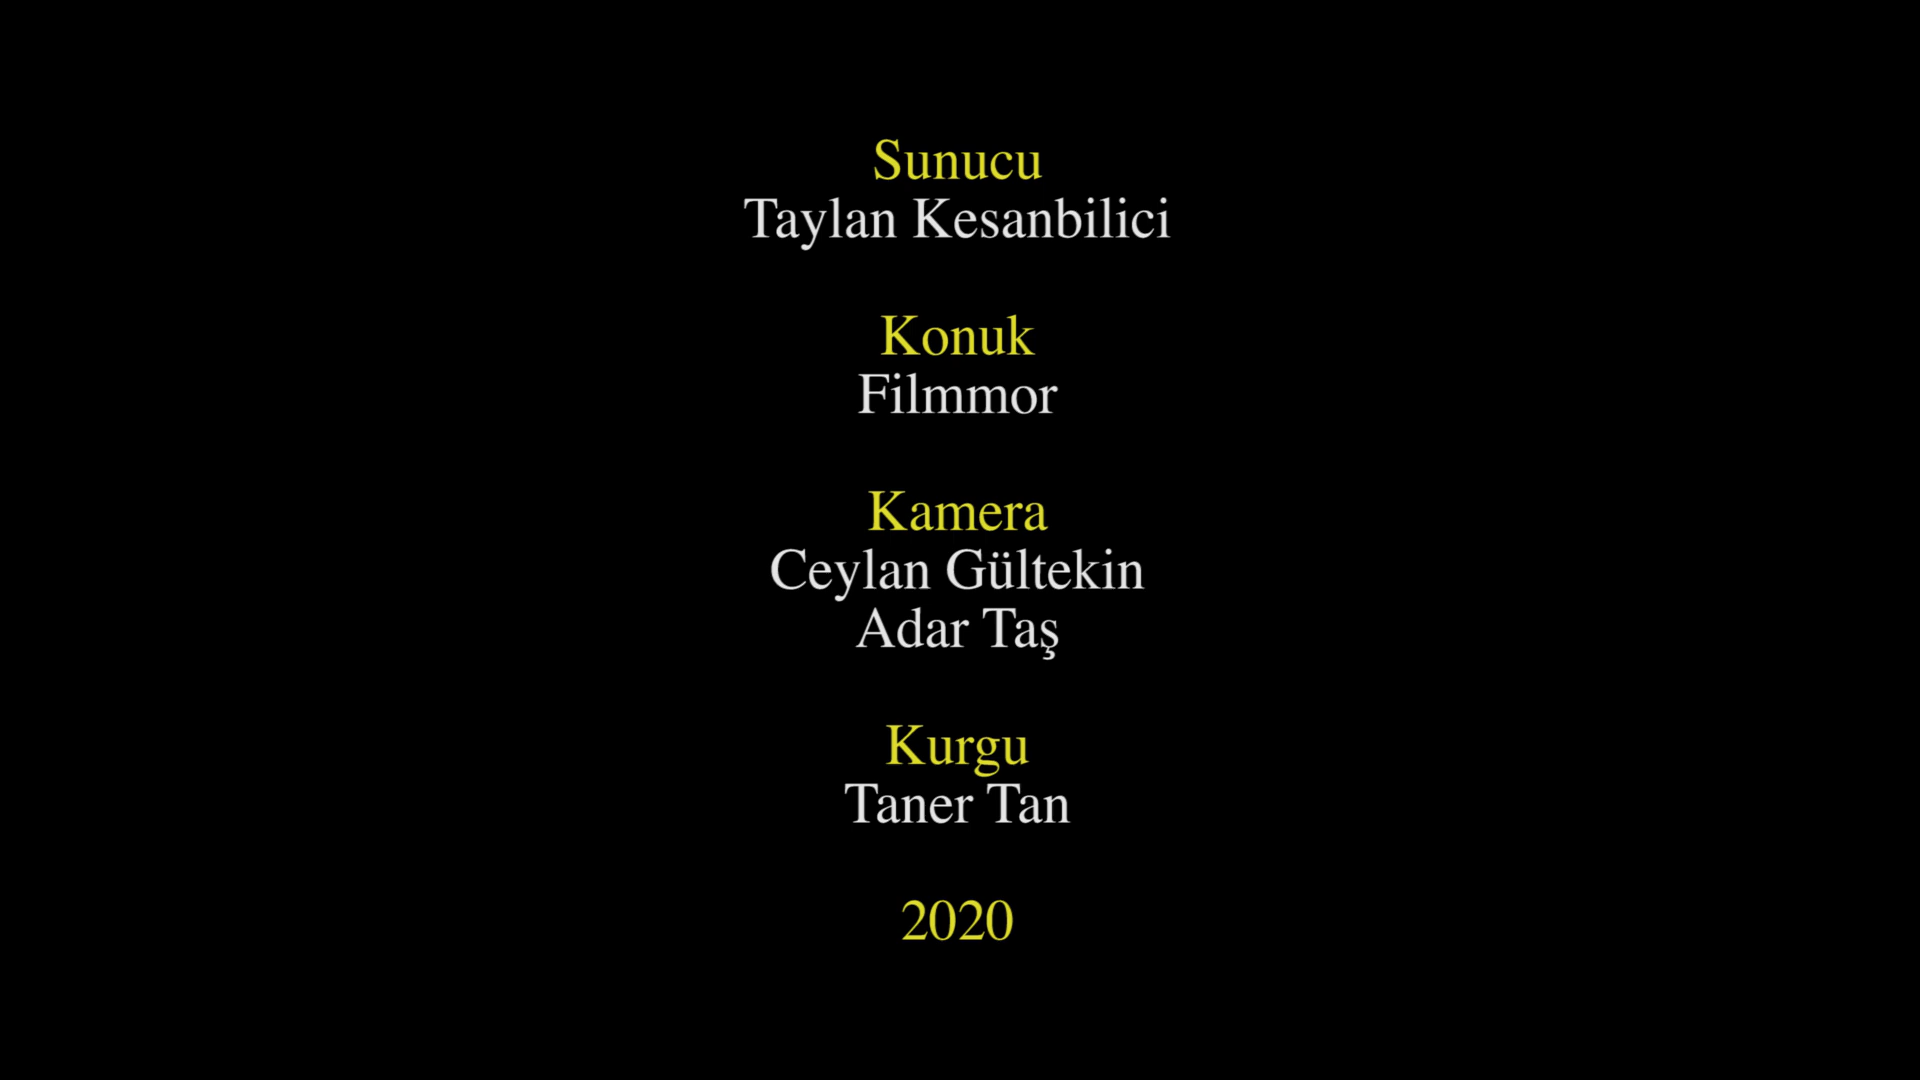 Sunucu
Taylan Kesanbilici
Konuk
Filmmor
Kamera
Ceylan Gültekin
Adar Taş
Kurgu
Taner Tan
2020